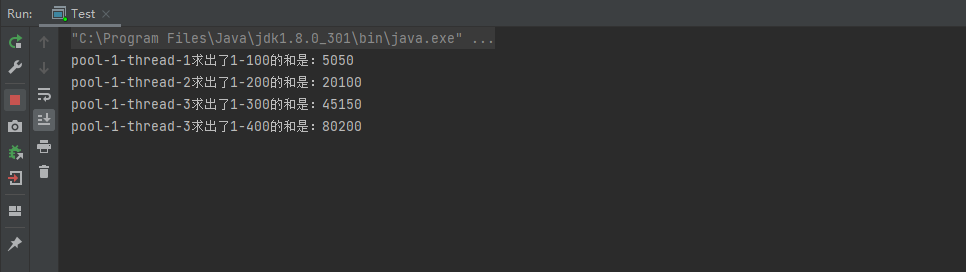 Run: Test
"C:\Program Files\Java\jdk1.8.0_301\bin\java.exe" ...
pool-1-thread-1求出了1-100的和是：5050
pool-1-thread-2求出了1-200的和是：20100
pool-1-thread-3求出了1-300的和是：45150
pool-1-thread-3求出了1-400的和是：80200